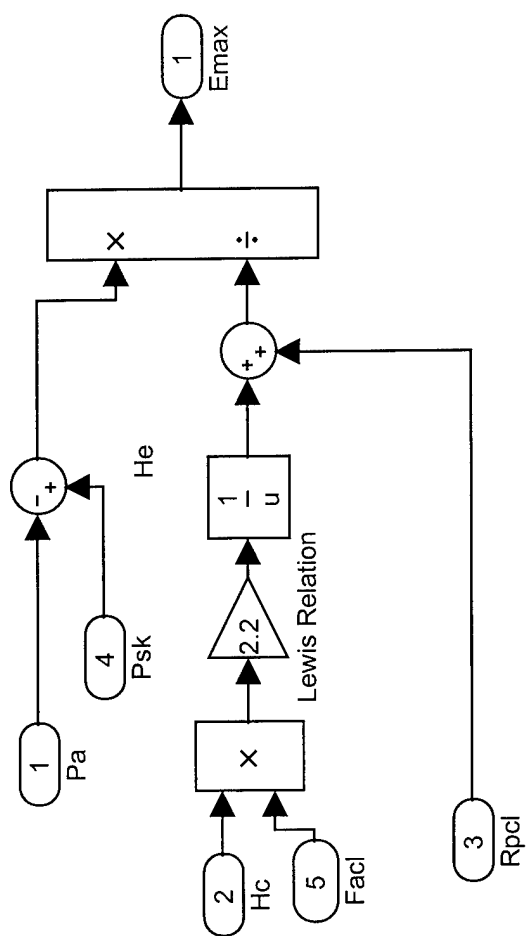 1
Pa
4
Psk
- +
He
×
÷
1
Emax
2
Hc
5
Facl
×
2.2
Lewis Relation
1
u
+ +
3
Rpcl